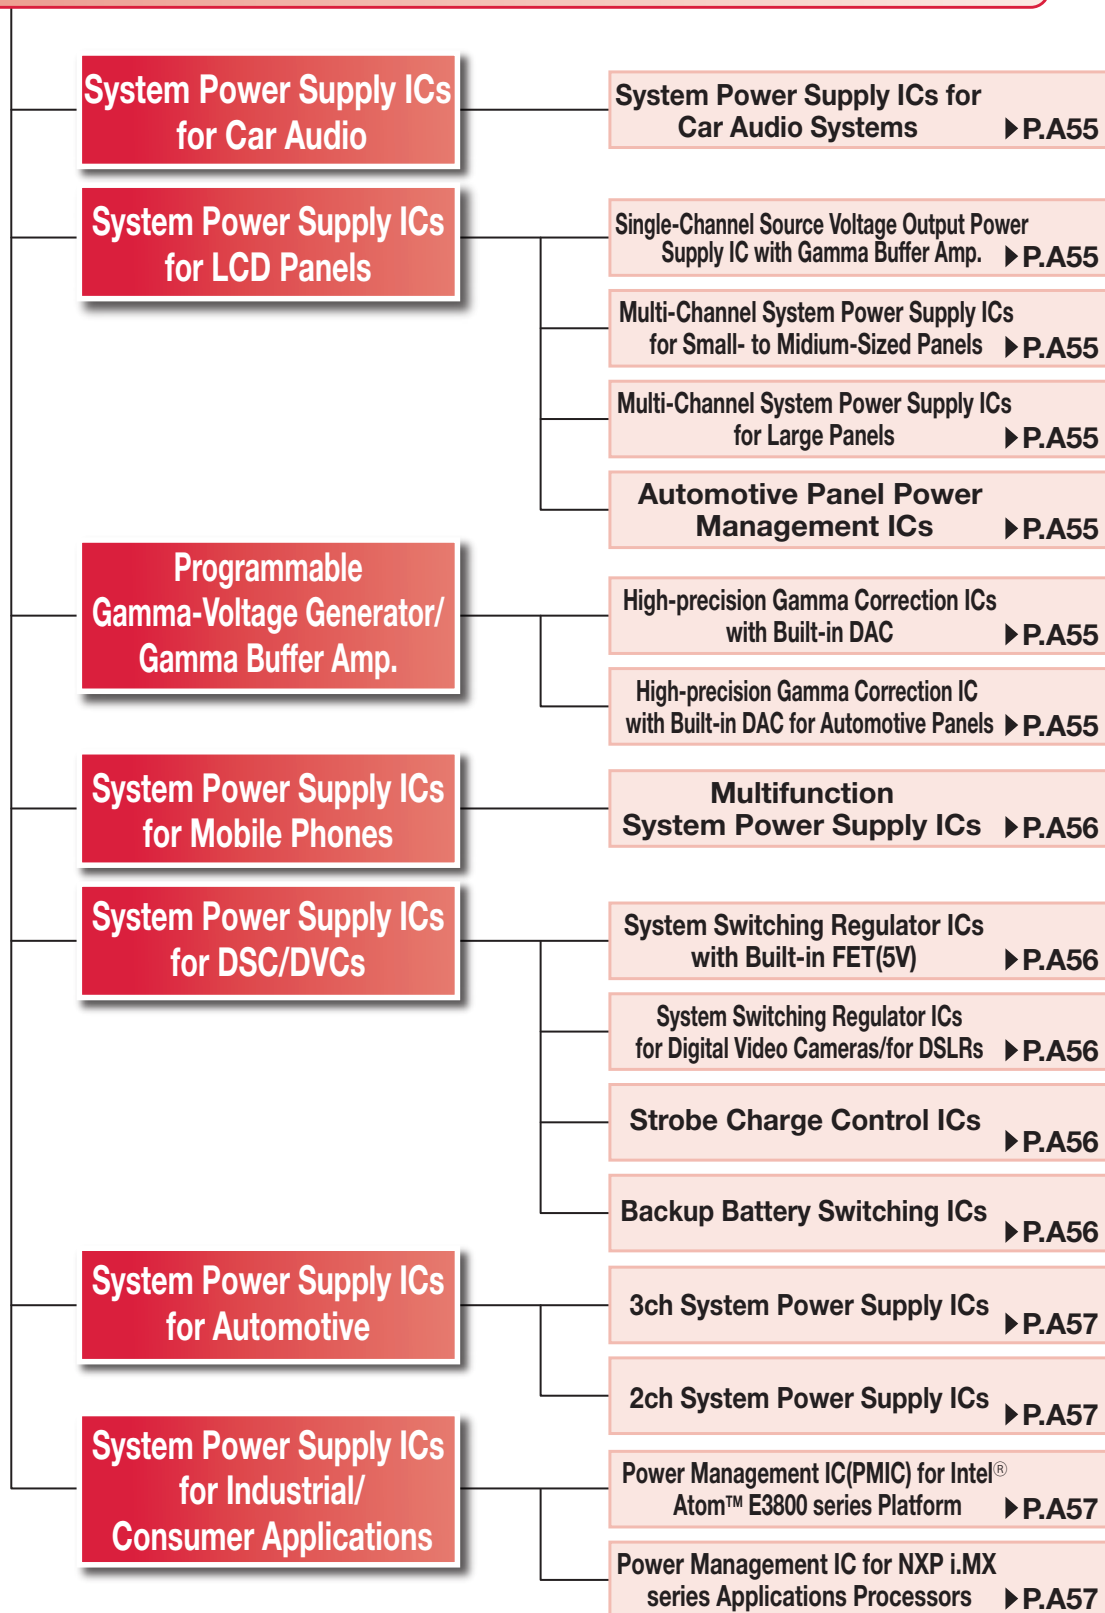 System Power Supply ICs
for Car Audio
System Power Supply ICs for
Car Audio Systems P.A55
System Power Supply ICs
for LCD Panels
Single-Channel Source Voltage Output Power
Supply IC with Gamma Buffer Amp. P.A55
Multi-Channel System Power Supply ICs
for Small- to Midium-Sized Panels P.A55
Multi-Channel System Power Supply ICs
for Large Panels P.A55
Automotive Panel Power
Management ICs P.A55
Programmable
Gamma-Voltage Generator/
Gamma Buffer Amp.
High-precision Gamma Correction ICs
with Built-in DAC P.A55
High-precision Gamma Correction IC
with Built-in DAC for Automotive Panels P.A55
System Power Supply ICs
for Mobile Phones
Multifunction
System Power Supply ICs P.A56
System Power Supply ICs
for DSC/DVCs
System Switching Regulator ICs
with Built-in FET(5V) P.A56
System Switching Regulator ICs
for Digital Video Cameras/for DSLRs P.A56
Strobe Charge Control ICs P.A56
Backup Battery Switching ICs P.A56
System Power Supply ICs
for Automotive
3ch System Power Supply ICs P.A57
2ch System Power Supply ICs P.A57
System Power Supply ICs
for Industrial/
Consumer Applications
Power Management IC(PMIC) for Intel®
Atom™ E3800 series Platform P.A57
Power Management IC for NXP i.MX
series Applications Processors P.A57